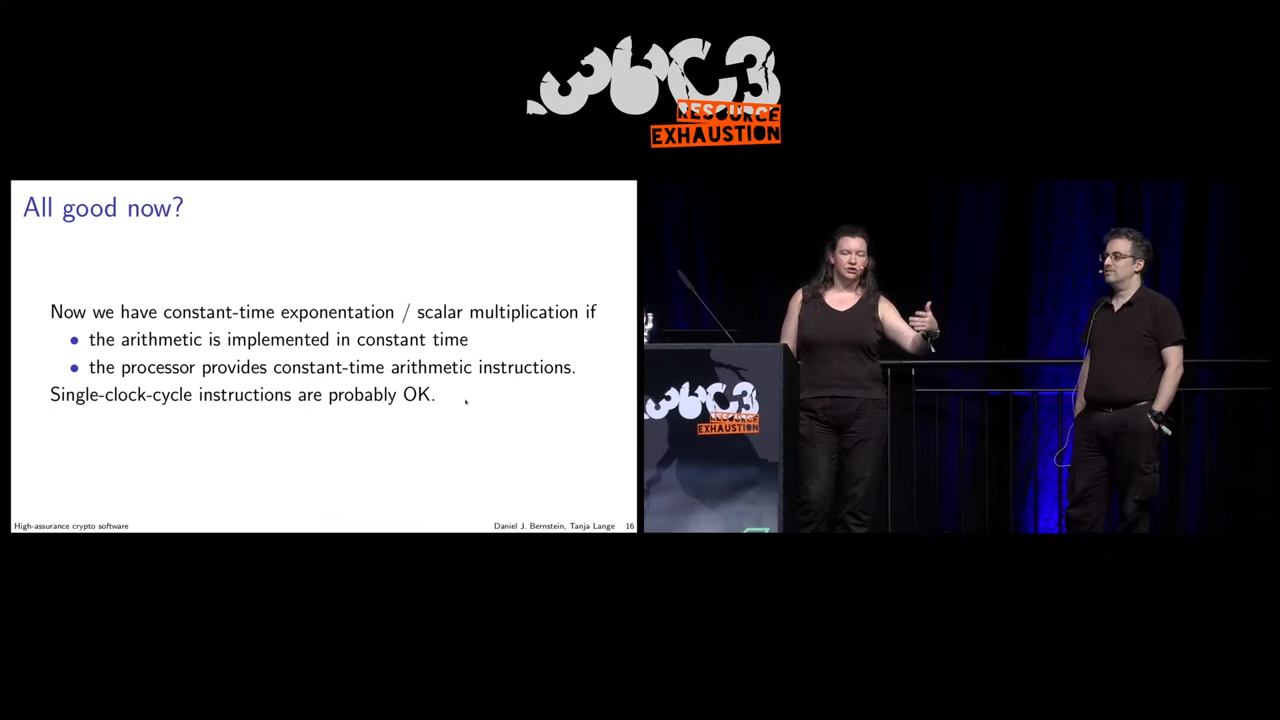 36C3
RESOURCE
EXHAUSTION
All good now?
Now we have constant-time exponentation / scalar multiplication if
• the arithmetic is implemented in constant time
• the processor provides constant-time arithmetic instructions.
Single-clock-cycle instructions are probably OK.
High-assurance crypto software
Daniel J. Bernstein, Tanja Lange 16
36C3
RESOURCE
EXHAUSTION